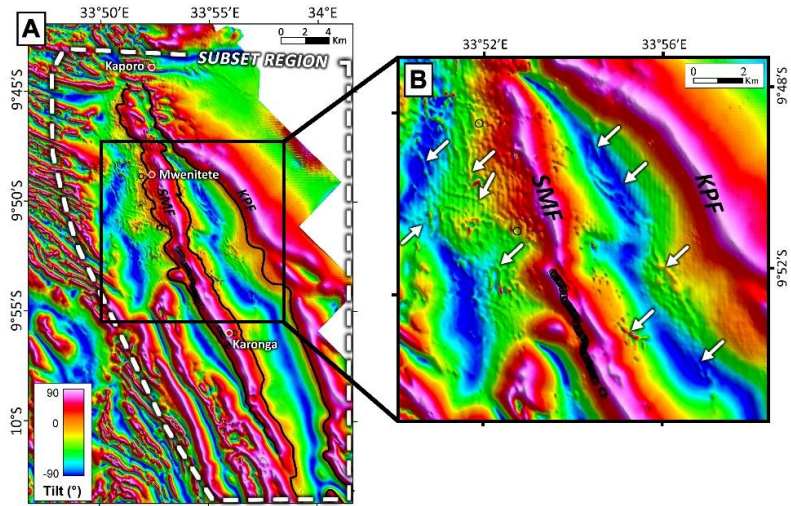 A
33°50'E
33°55'E
34°E
0 2 4
Km
SUBSET REGION
Kaporo
9°45'S
Mwenitete
9°50'S
SMF
KPF
9°55'S
Karonga
10°S
90
0
-90
Tilt (°)
B
33°52'E
33°56'E
0 2
Km
9°48'S
SMF
KPF
9°52'S